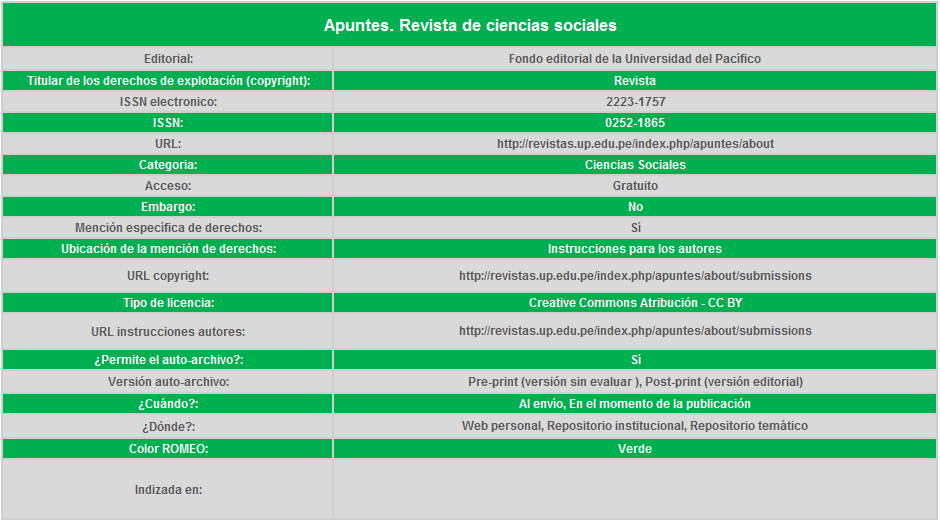 Apuntes. Revista de ciencias sociales
Editorial: Fondo editorial de la Universidad del Pacífico
Titular de los derechos de explotación (copyright): Revista
ISSN electronico: 2223-1757
ISSN: 0252-1865
URL: http://revistas.up.edu.pe/index.php/apuntes/about
Categoria: Ciencias Sociales
Acceso: Gratuito
Embargo: No
Mención especifica de derechos: Sí
Ubicación de la mención de derechos: Instrucciones para los autores
URL copyright: http://revistas.up.edu.pe/index.php/apuntes/about/submissions
Tipo de licencia: Creative Commons Atribución - CC BY
URL instrucciones autores: http://revistas.up.edu.pe/index.php/apuntes/about/submissions
¿Permite el auto-archivo?: Sí
Versión auto-archivo: Pre-print (versión sin evaluar ), Post-print (versión editorial)
¿Cuándo?: Al envío, En el momento de la publicación
¿Dónde?: Web personal, Repositorio institucional, Repositorio temático
Color ROMEO: Verde
Indizada en: